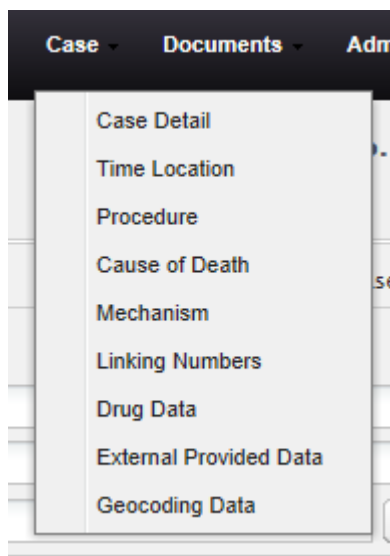 Case Documents
Case Detail
Time Location
Procedure
Cause of Death
Mechanism
Linking Numbers
Drug Data
External Provided Data
Geocoding Data